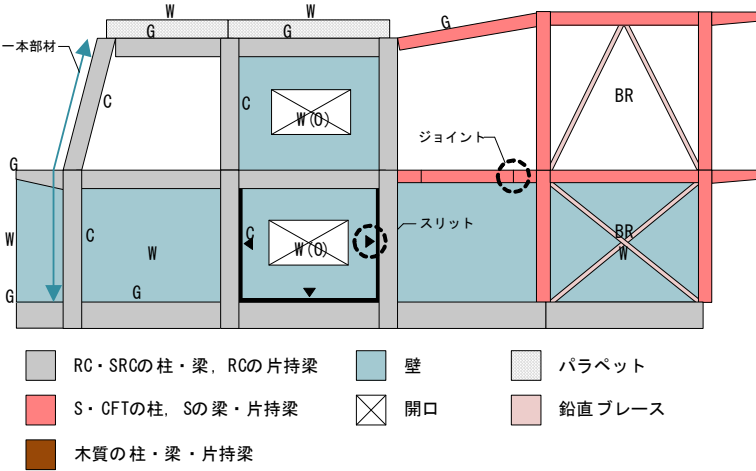 W W
G G
一本部材
C C W(O) BR
ジョイント
G
スリット
W C W C W(O) BR
W
G G
RC・SRCの柱・梁, RCの片持梁 壁 パラペット
S・CFTの柱, Sの梁・片持梁 開口 鉛直ブレース
木質の柱・梁・片持梁